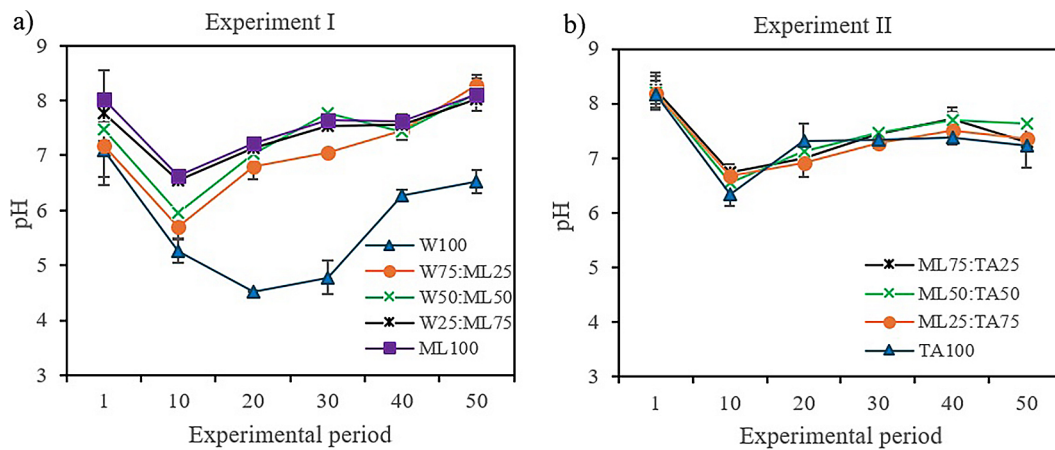 a)
Experiment I
9
8
7
6
5
4
3
pH
1 10 20 30 40 50
Experimental period
W100
W75:ML25
W50:ML50
W25:ML75
ML100
b)
Experiment II
9
8
7
6
5
4
3
pH
1 10 20 30 40 50
Experimental period
ML75:TA25
ML50:TA50
ML25:TA75
TA100